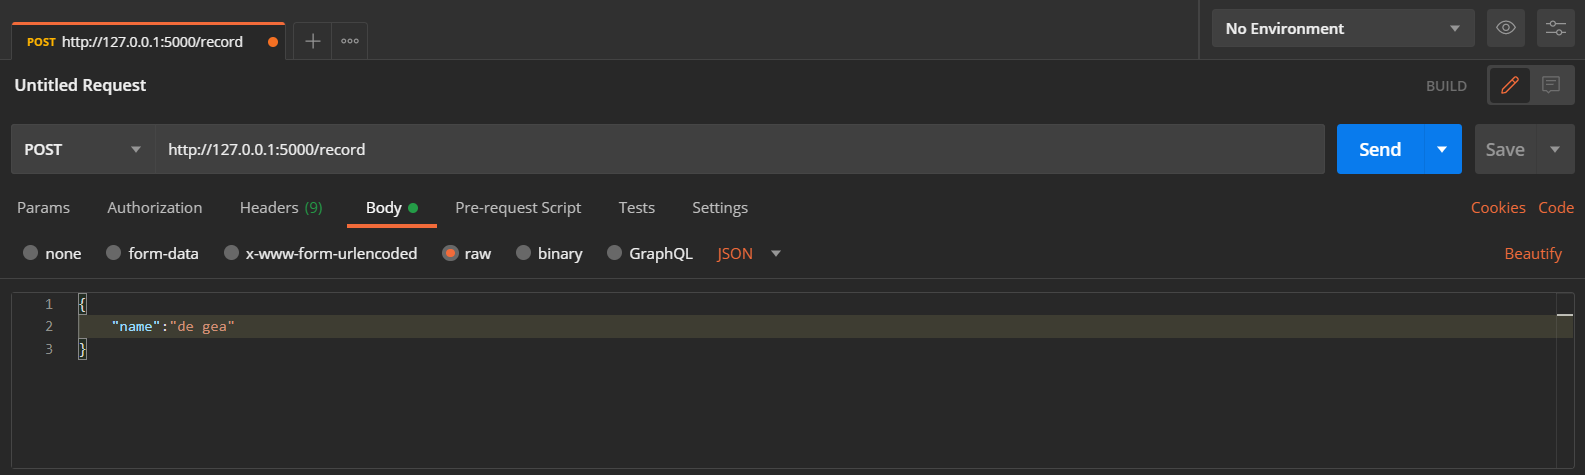 POST http://127.0.0.1:5000/record
No Environment
Untitled Request
BUILD
POST http://127.0.0.1:5000/record Send Save
Params Authorization Headers (9) Body Pre-request Script Tests Settings Cookies Code
none form-data x-www-form-urlencoded raw binary GraphQL JSON Beautify
1 {
2 "name":"de gea"
3 }